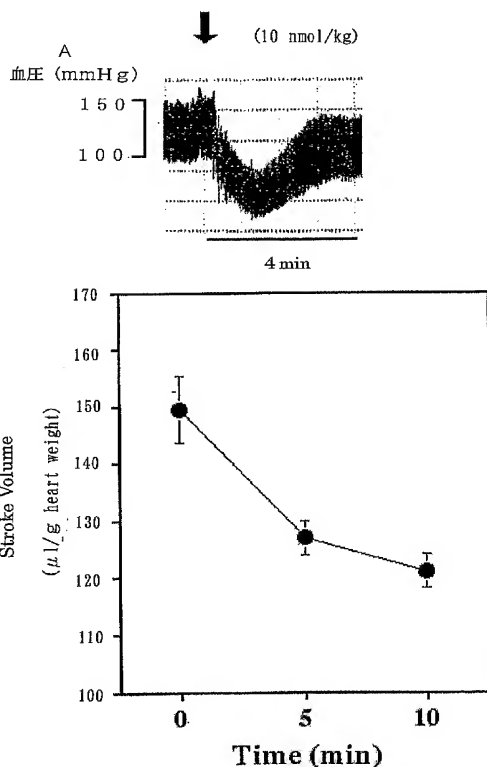 (10 nmol/kg)
A
血圧 (mmHg)
150
100
4 min
170
160
150
140
130
120
110
100
Stroke Volume
(μl/g heart weight)
0 5 10
Time (min)